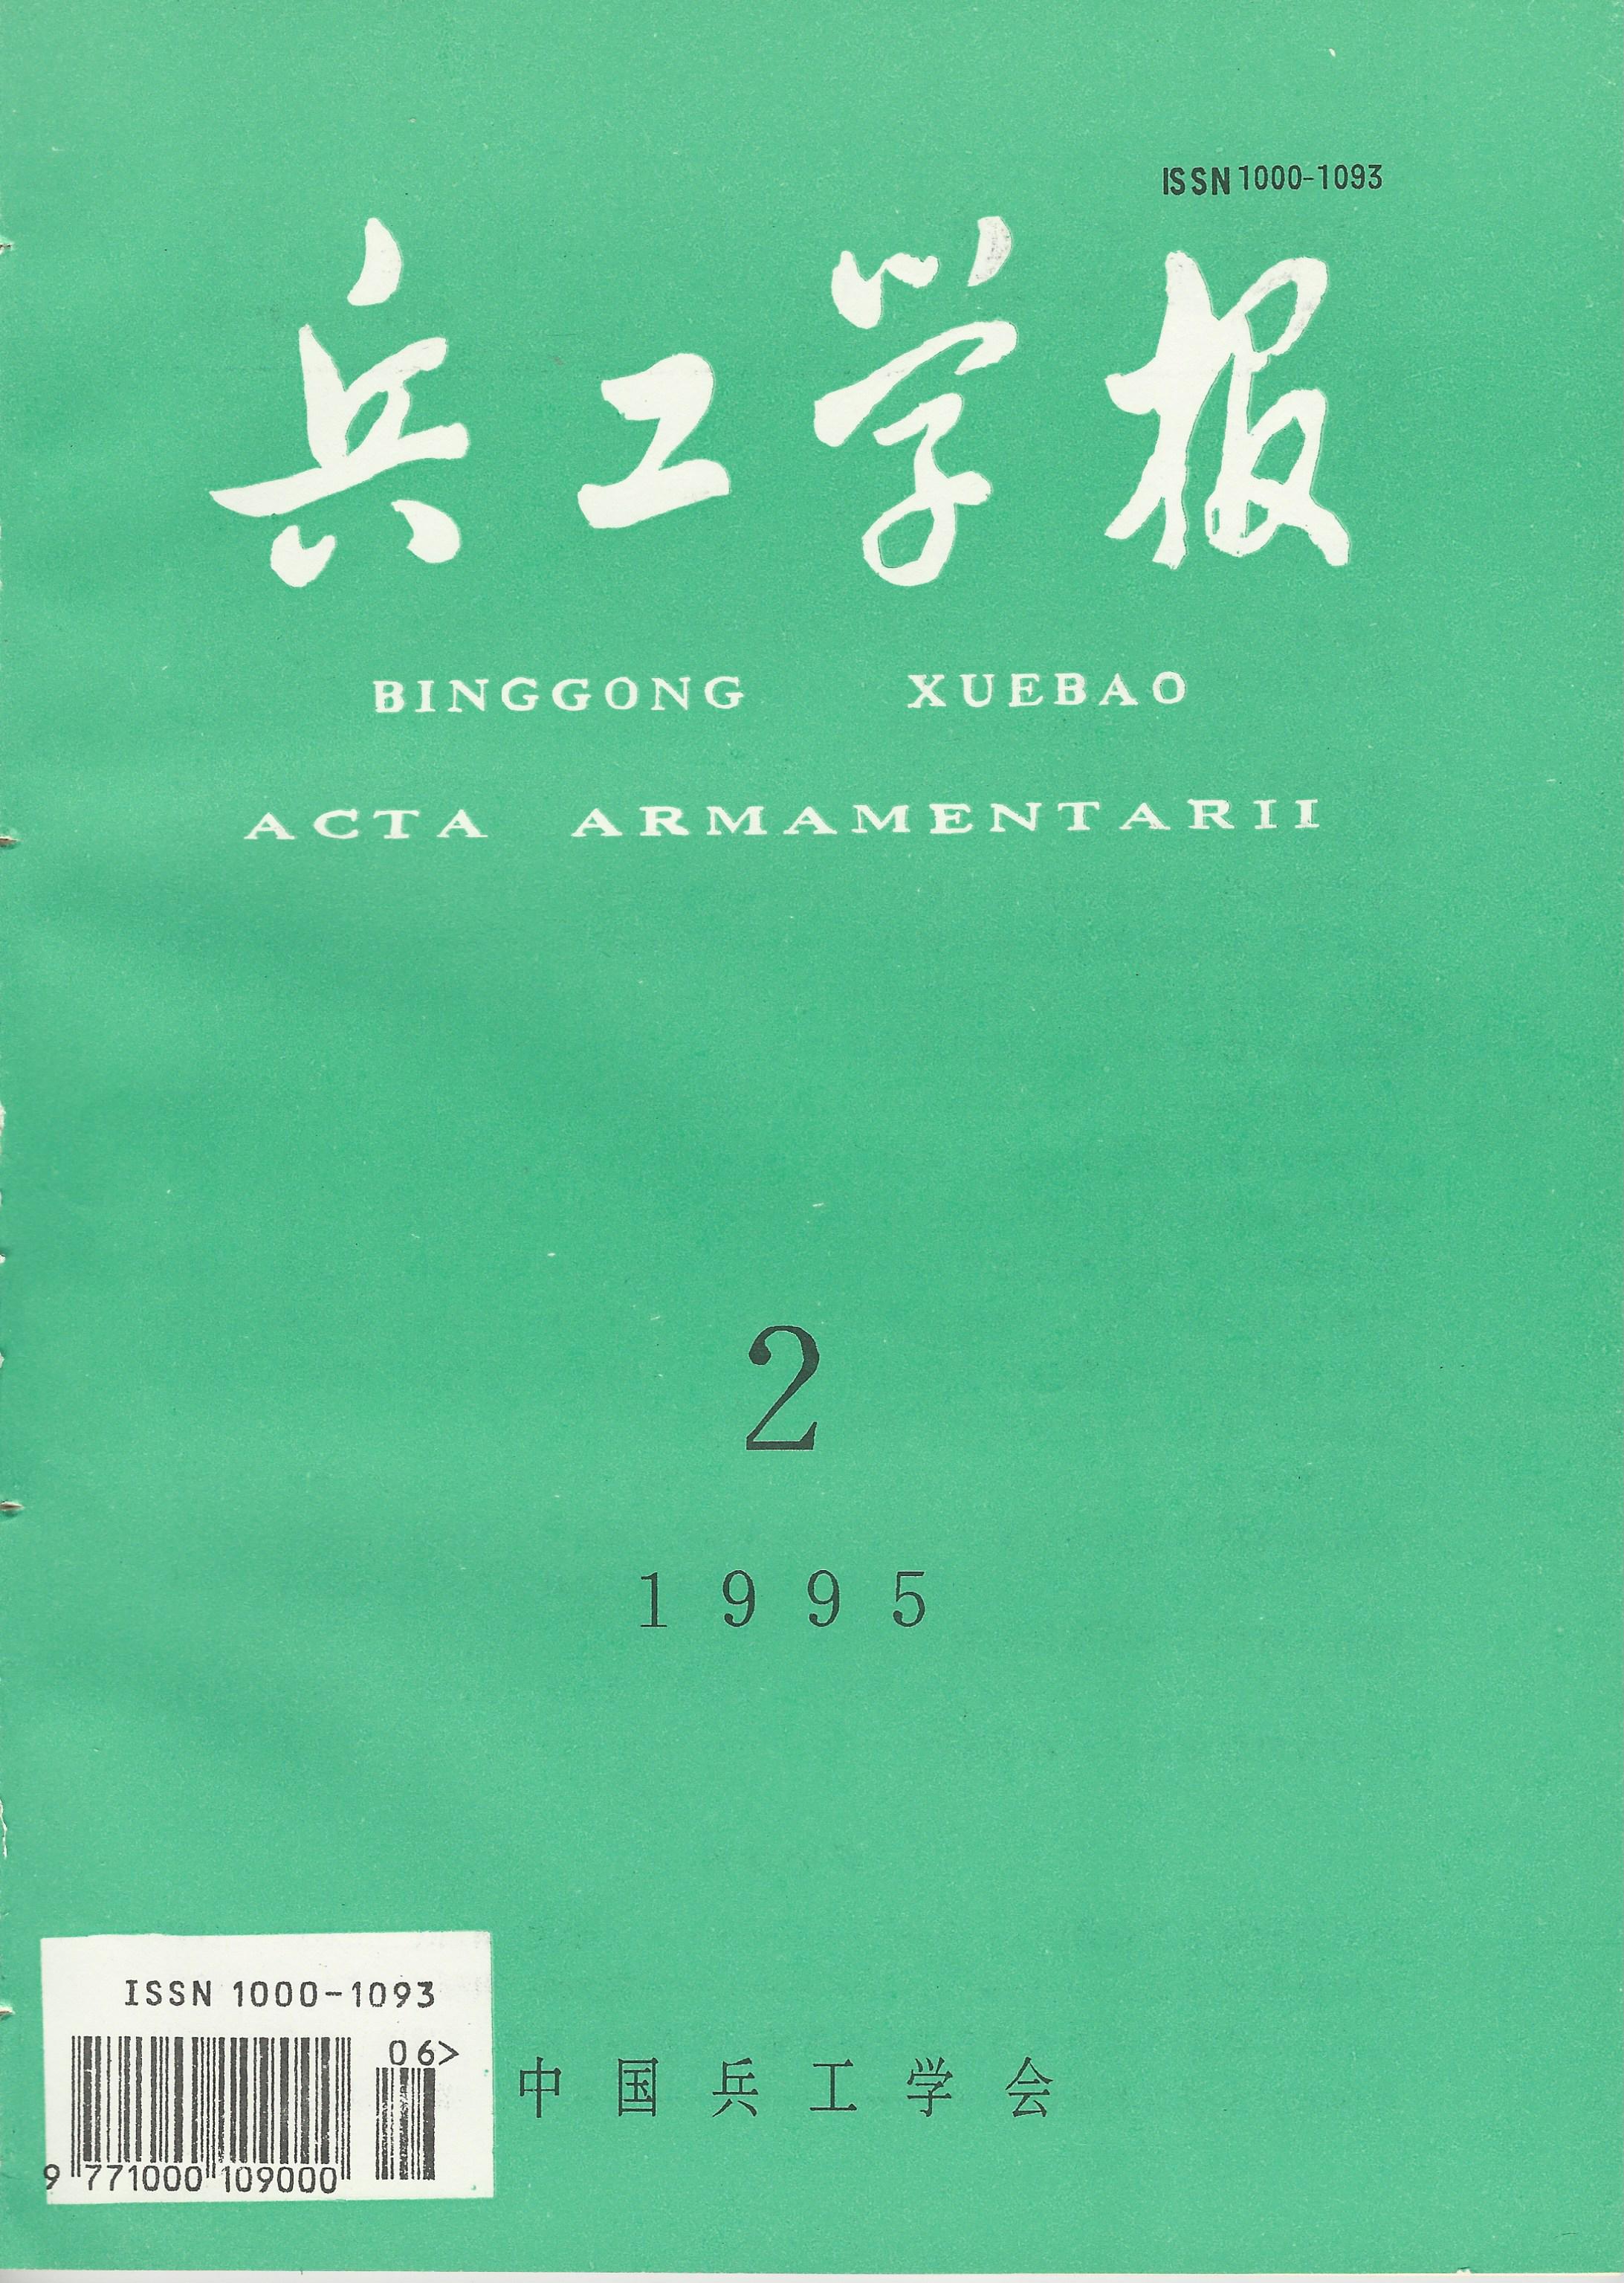 ISSN 1000-1093
兵工学报
BINGGONG XUEBAO
ACTA ARMAMENTARII
2
1995
ISSN 1000-1093
06>
9 771000 109000
中国兵工学会